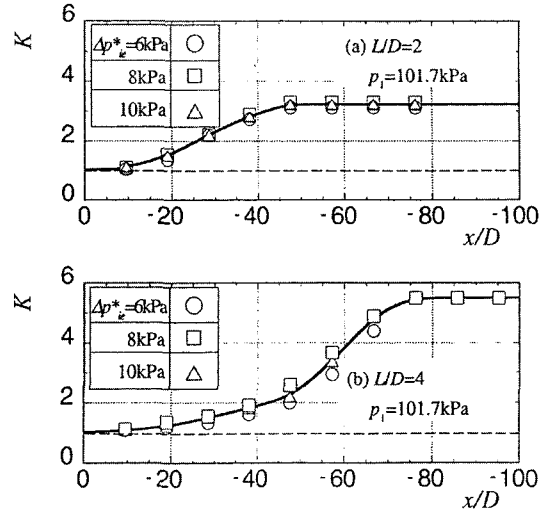 K
6
Δp*ie=6kPa
(a) L/D=2
8kPa
p1=101.7kPa
4
10kPa
2
0
0 -20 -40 -60 -80 -100
x/D
K
6
Δp*ie=6kPa
8kPa
4
10kPa
(b) L/D=4
2
p1=101.7kPa
0
0 -20 -40 -60 -80 -100
x/D